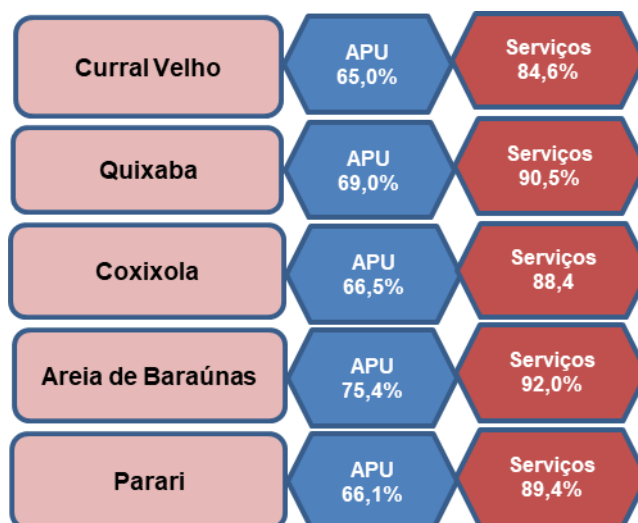 Curral Velho
APU
65,0%
Serviços
84,6%
Quixaba
APU
69,0%
Serviços
90,5%
Coxixola
APU
66,5%
Serviços
88,4
Areia de Baraúnas
APU
75,4%
Serviços
92,0%
Parari
APU
66,1%
Serviços
89,4%